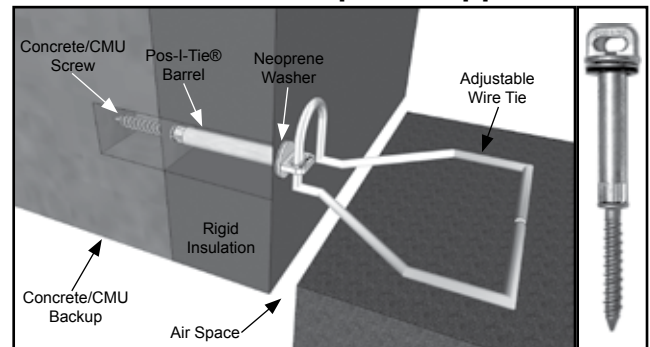 Concrete/CMU
Screw
Pos-I-Tie®
Barrel
Neoprene
Washer
Adjustable
Wire Tie
Rigid
Insulation
Concrete/CMU
Backup
Air Space